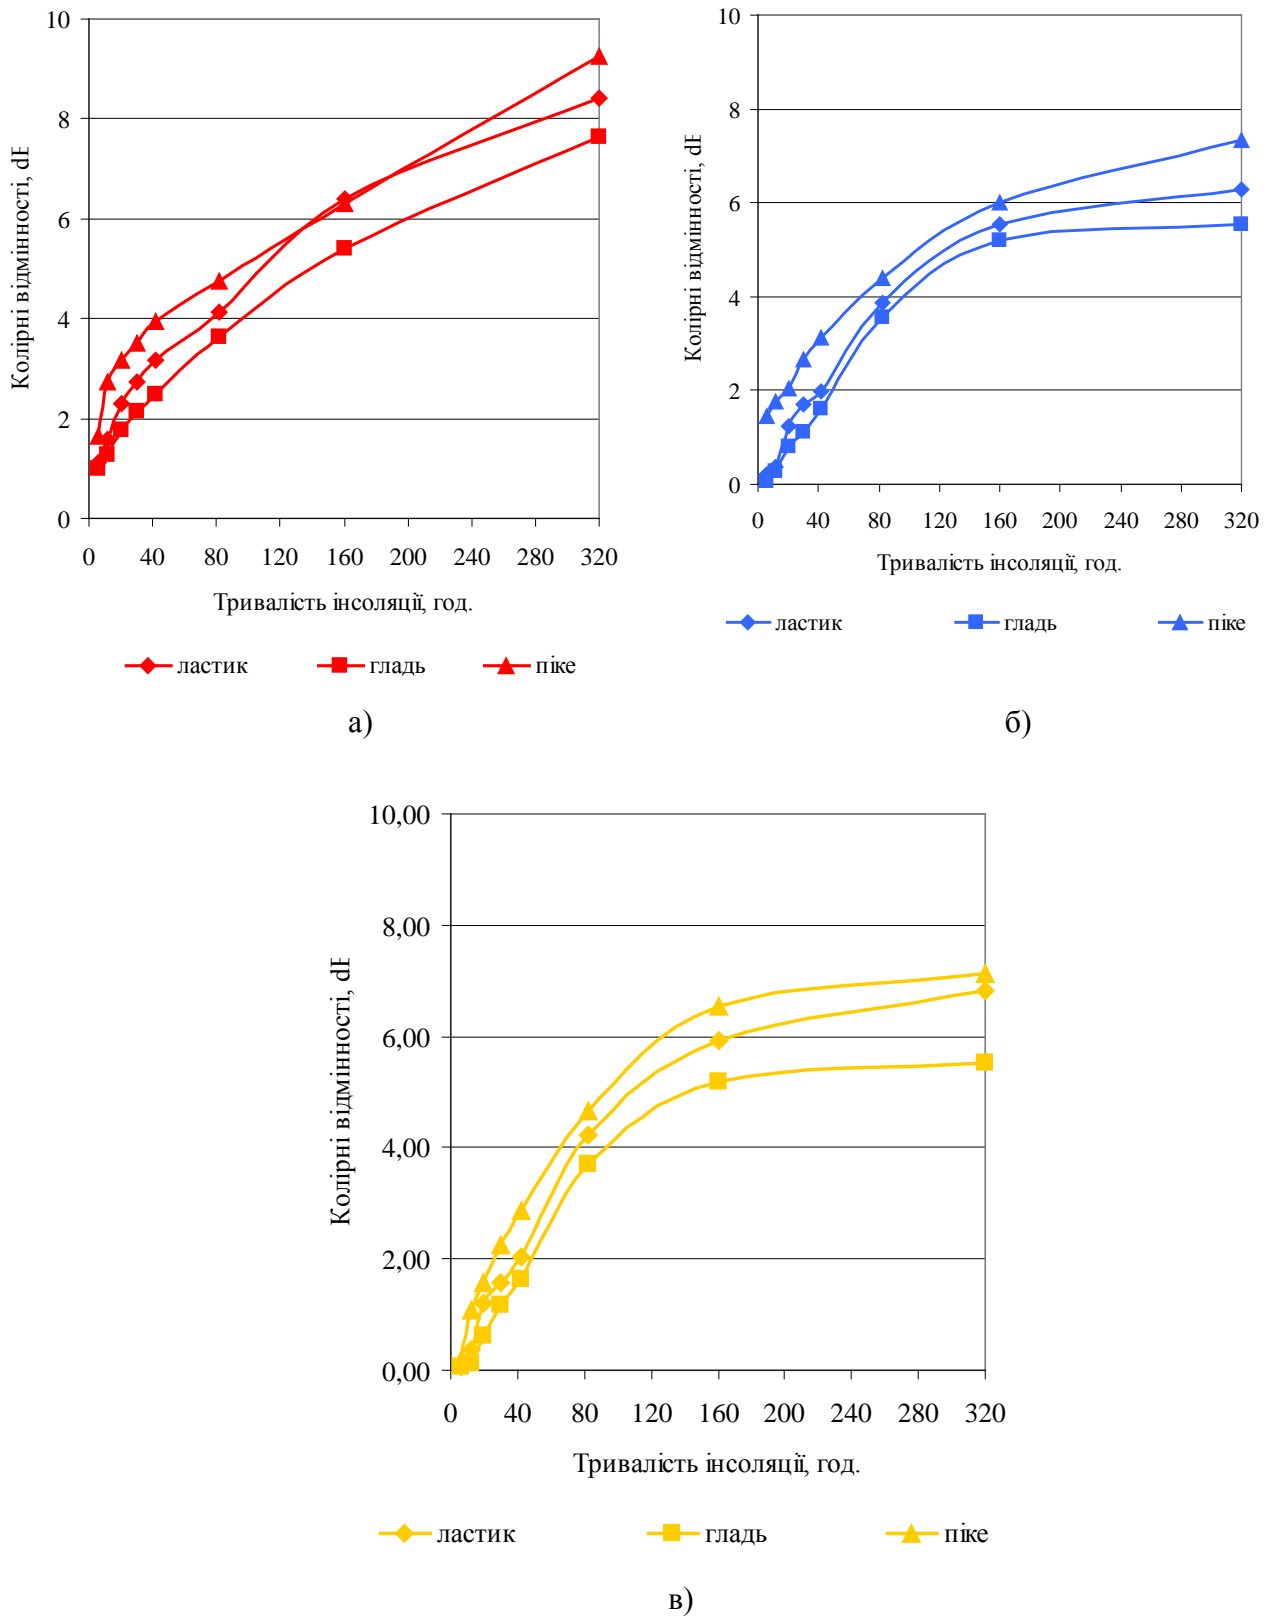 10
8
6
4
2
0
Колірні відмінності, dE
0 40 80 120 160 200 240 280 320
Тривалість інсоляції, год.
ластик гладь піке
а)
10
8
6
4
2
0
Колірні відмінності, dE
0 40 80 120 160 200 240 280 320
Тривалість інсоляції, год.
ластик гладь піке
б)
10,00
8,00
6,00
4,00
2,00
0,00
Колірні відмінності, dE
0 40 80 120 160 200 240 280 320
Тривалість інсоляції, год.
ластик гладь піке
в)